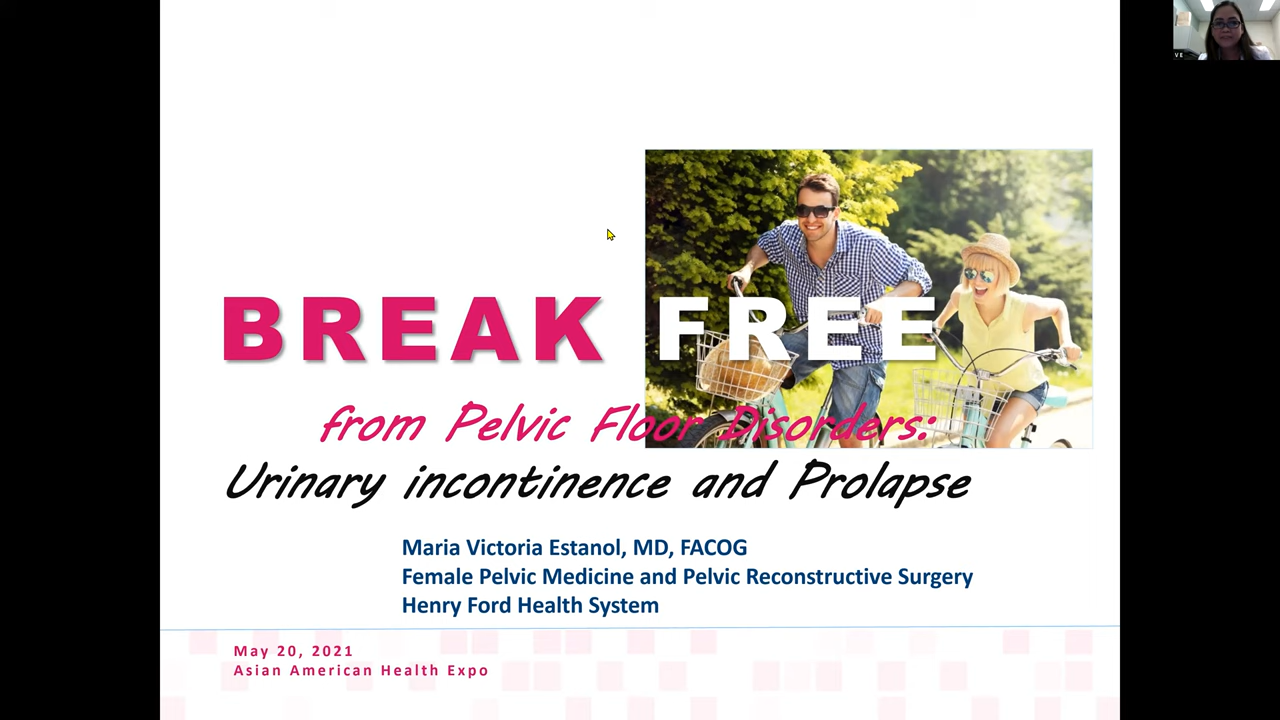 BREAK FREE
from Pelvic Floor Disorders:
Urinary incontinence and Prolapse
Maria Victoria Estanol, MD, FACOG
Female Pelvic Medicine and Pelvic Reconstructive Surgery
Henry Ford Health System
May 20, 2021
Asian American Health Expo
VE